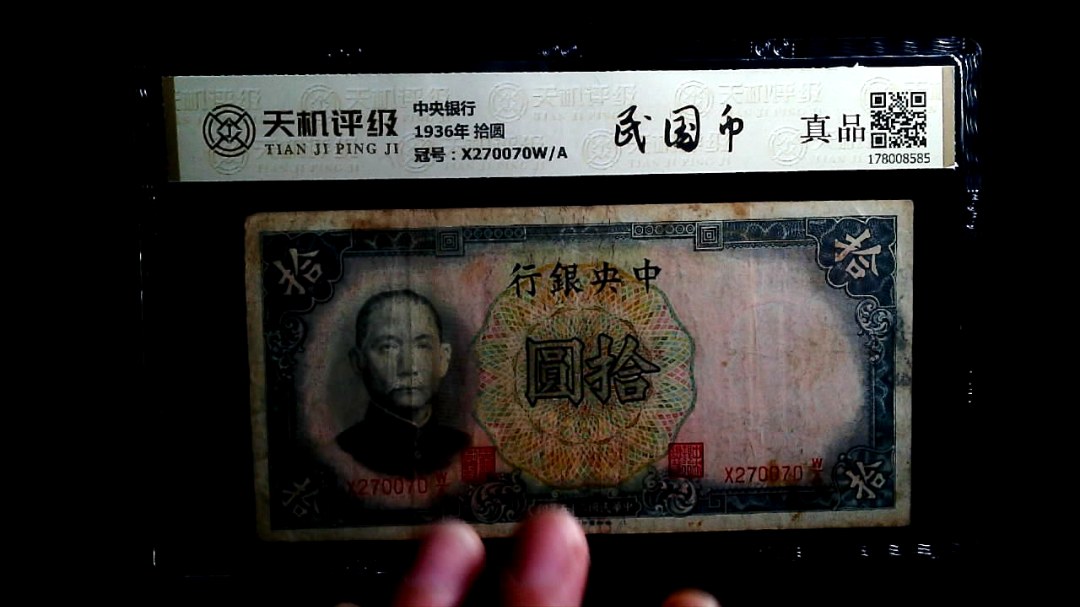 天机评级
TIAN JI PING JI
中央银行
1936年 拾圆
冠号：X270070W/A
民国币
真品
178008585
拾
拾
行銀央中
圓拾
X270070
X270070 W/A
拾
拾